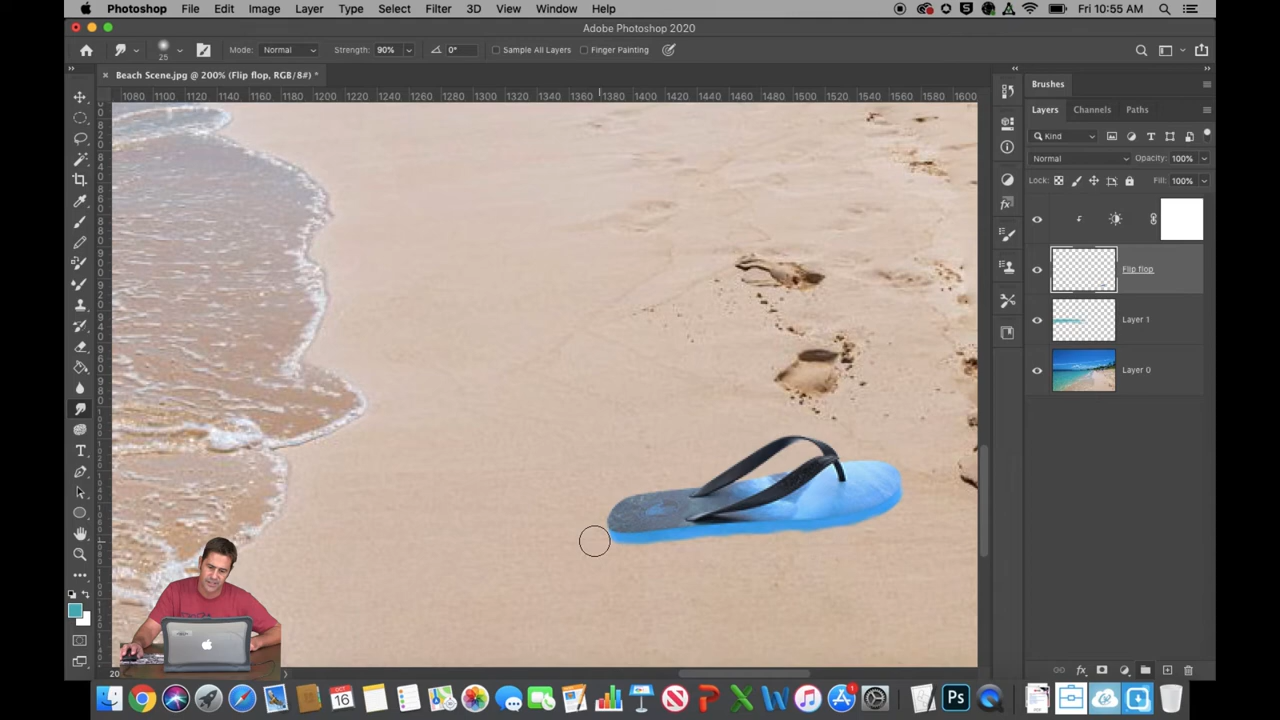 Photoshop File Edit Image Layer Type Select Filter 3D View Window Help Fri 10:55 AM
Adobe Photoshop 2020
25 Mode: Normal Strength: 90% 0° Sample All Layers Finger Painting
Beach Scene.jpg @ 200% (Flip flop, RGB/8#) *
1080 1100 1120 1140 1160 1180 1200 1220 1240 1260 1280 1300 1320 1340 1360 1380 1400 1420 1440 1460 1480 1500 1520 1540 1560 1580 1600
Brushes
Layers Channels Paths
Kind
Normal Opacity: 100%
Lock: Fill: 100%
Flip flop
Layer 1
Layer 0
OCT
16
Ps